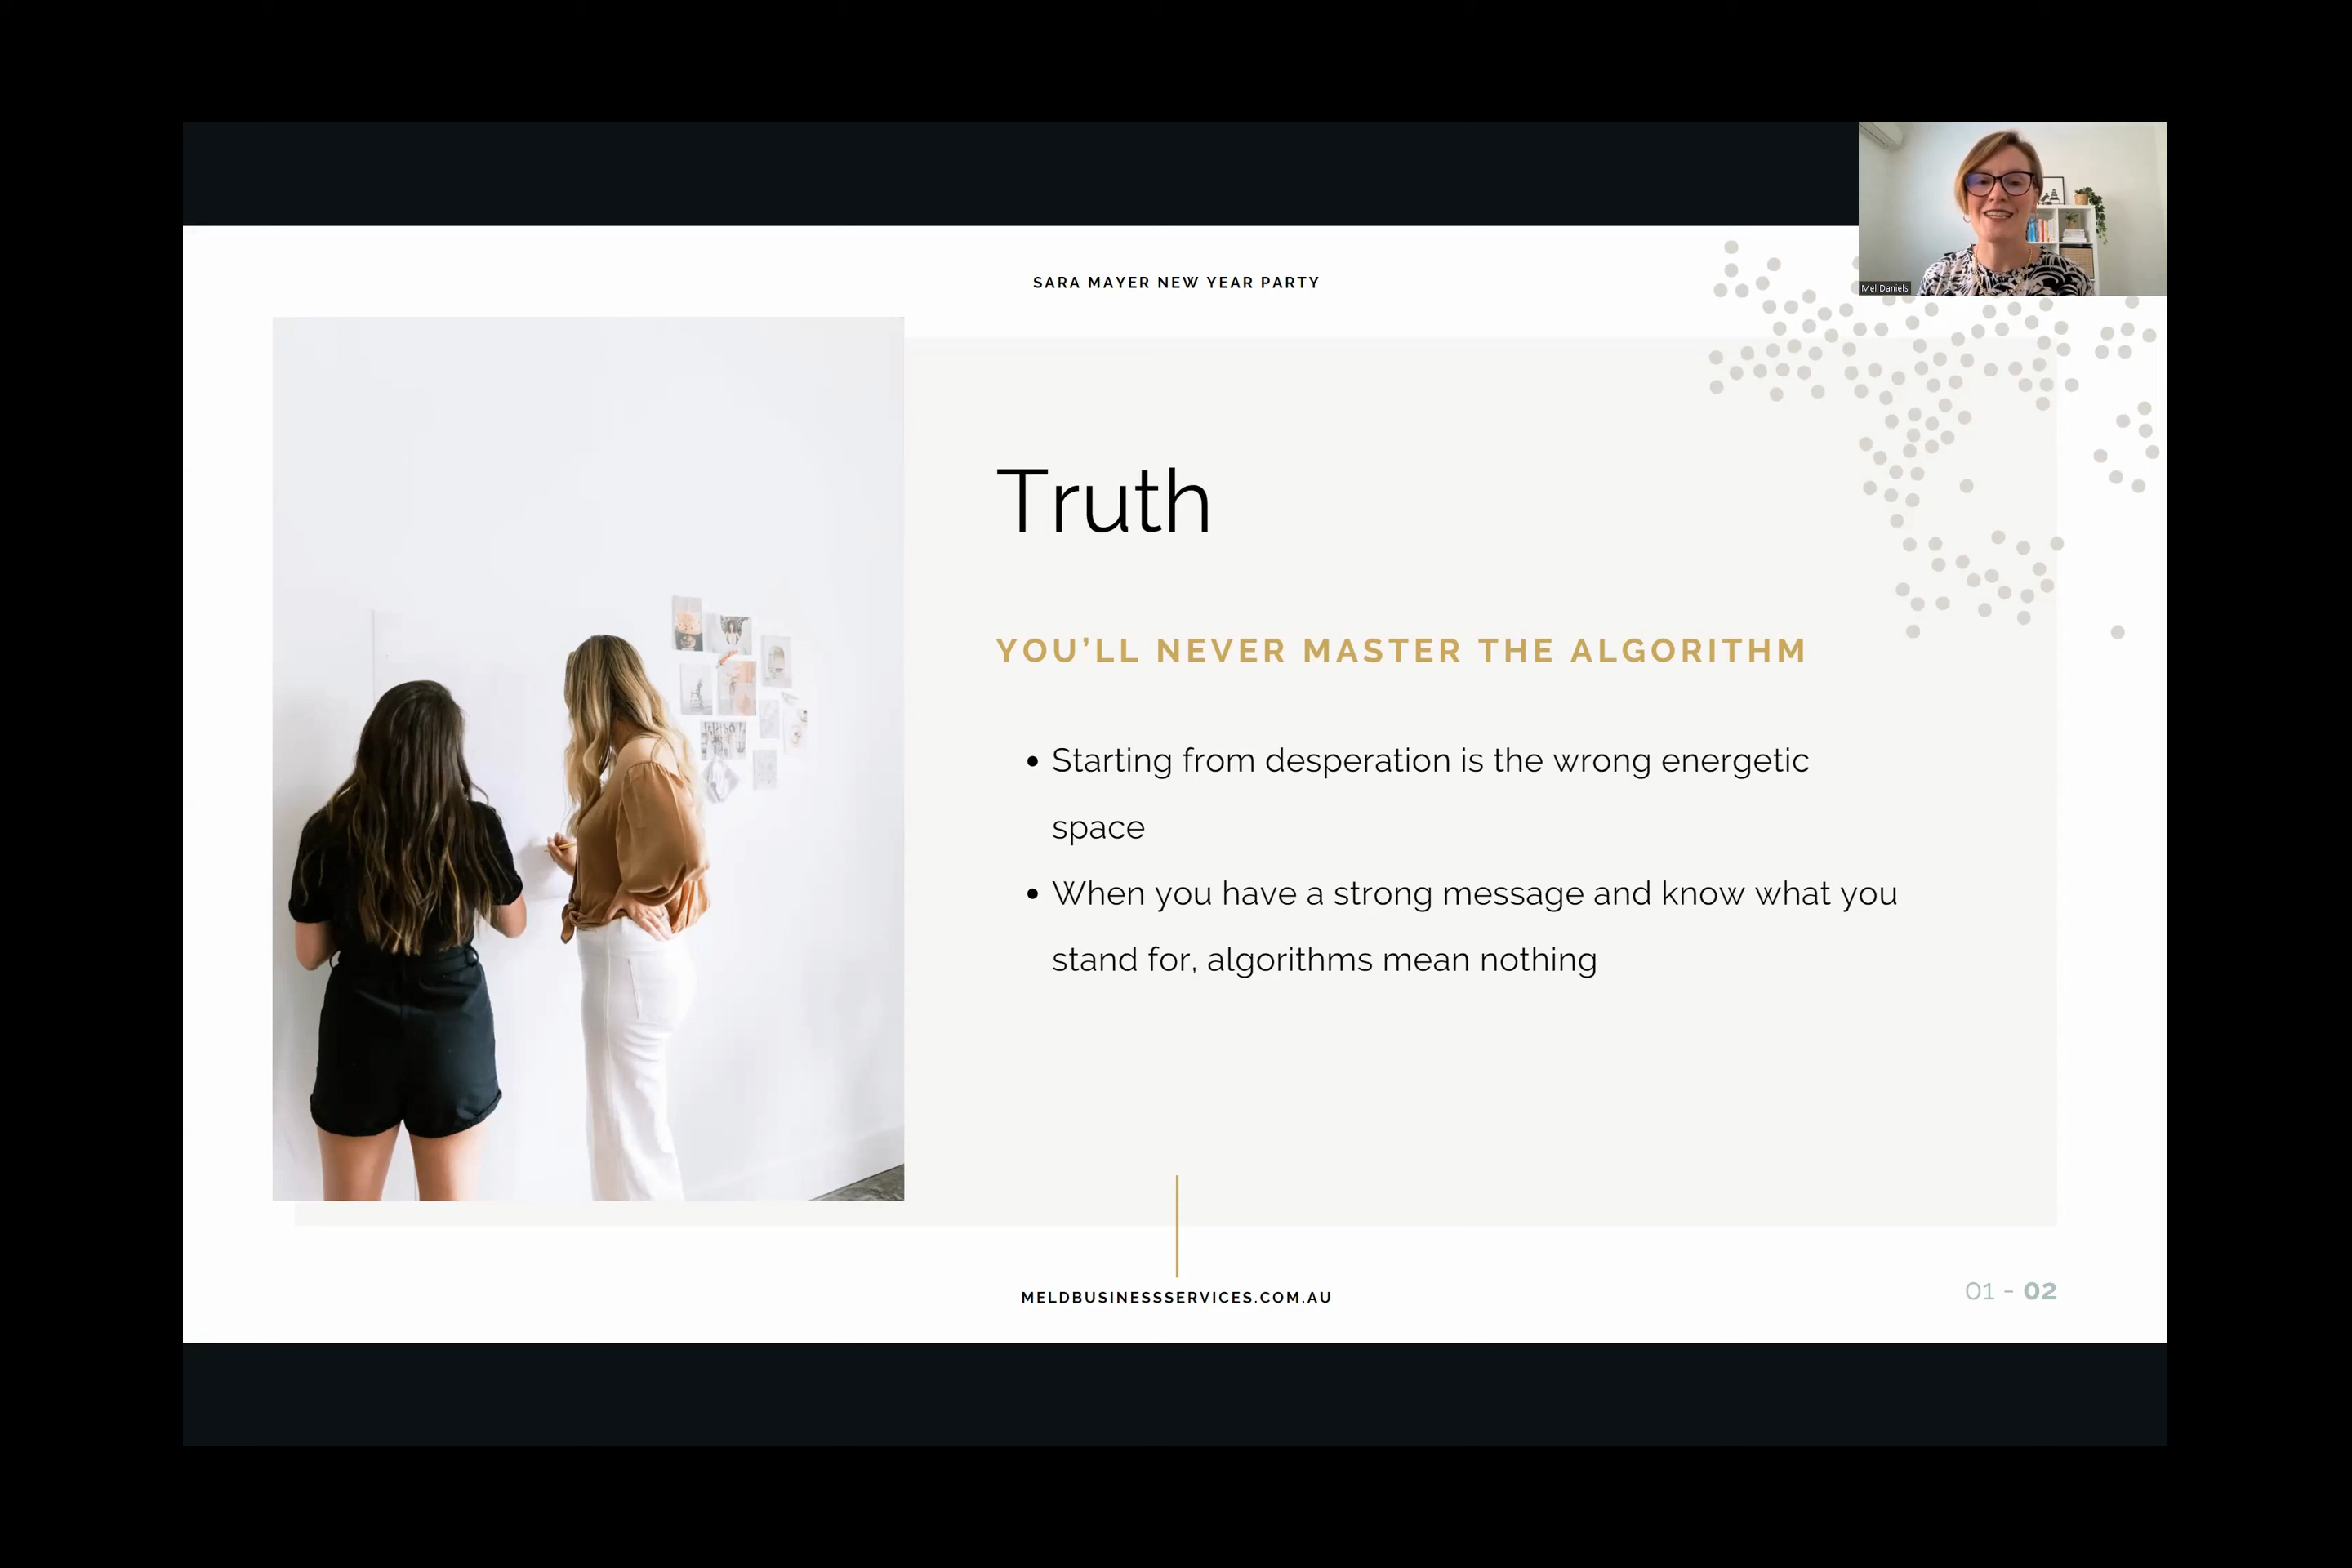 Mel Daniels
SARA MAYER NEW YEAR PARTY
Truth
YOU'LL NEVER MASTER THE ALGORITHM
• Starting from desperation is the wrong energetic
space
• When you have a strong message and know what you
stand for, algorithms mean nothing
MELDBUSINESSSERVICES.COM.AU
01 - 02